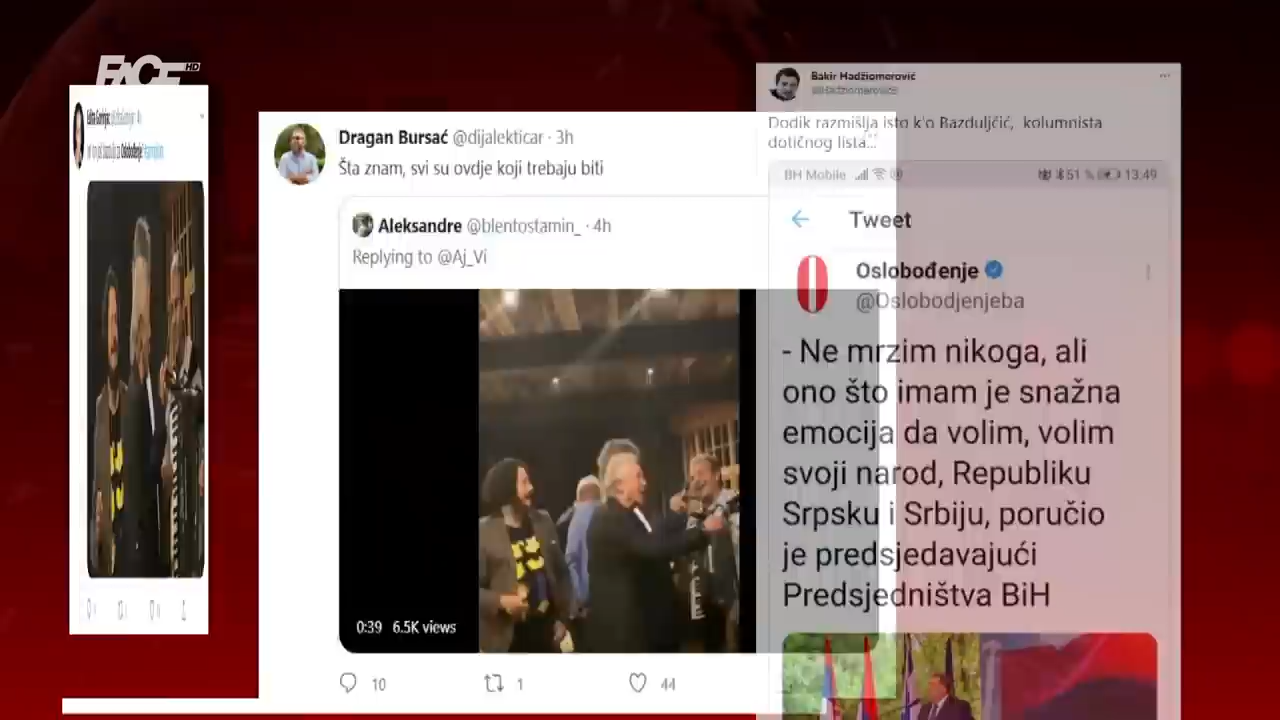 FACE HD
Dragan Bursać @dijalekticar · 3h
Šta znam, svi su ovdje koji trebaju biti
Aleksandre @blentostamin_ · 4h
Replying to @Aj_Vi
0:39 6.5K views
10 1 44
Bakir Hadžiomerović
Dodik razmišlja isto k'o Razduljčić, kolumnista
dotičnog lista...
BH Mobile 51 % 13.49
Tweet
Oslobođenje
@Oslobodjenjeba
- Ne mrzim nikoga, ali
ono što imam je snažna
emocija da volim, volim
svoji narod, Republiku
Srpsku i Srbiju, poručio
je predsjedavajući
Predsjedništva BiH